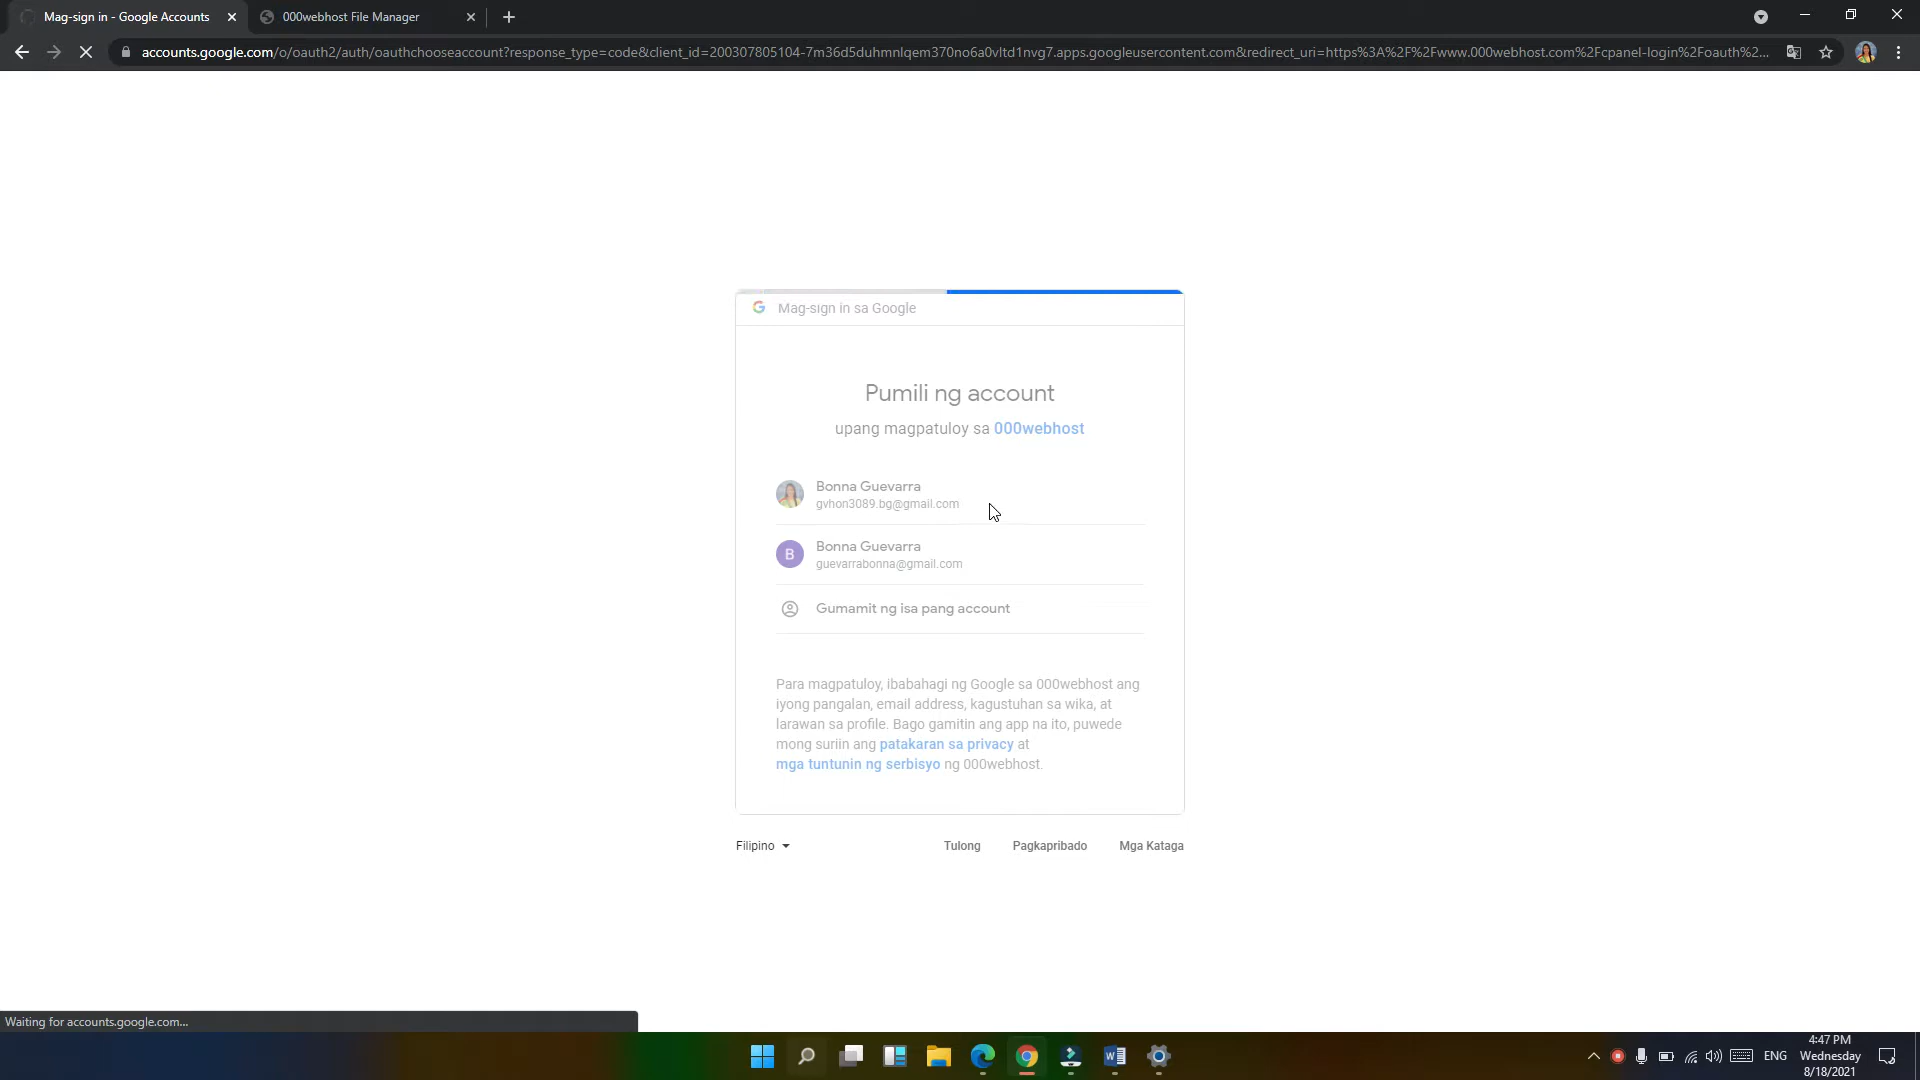 Mag-sign in - Google Accounts
000webhost File Manager
accounts.google.com/o/oauth2/auth/oauthchooseaccount?response_type=code&client_id=200307805104-7m36d5duhmnlqem370no6a0vltd1nvg7.apps.googleusercontent.com&redirect_uri=https%3A%2F%2Fwww.000webhost.com%2Fcpanel-login%2Foauth%2...
Mag-sign in sa Google
Pumili ng account
upang magpatuloy sa 000webhost
Bonna Guevarra
gvhon3089.bg@gmail.com
B
Bonna Guevarra
guevarrabonna@gmail.com
Gumamit ng isa pang account
Para magpatuloy, ibabahagi ng Google sa 000webhost ang
iyong pangalan, email address, kagustuhan sa wika, at
larawan sa profile. Bago gamitin ang app na ito, puwede
mong suriin ang patakaran sa privacy at
mga tuntunin ng serbisyo ng 000webhost.
Filipino
Tulong
Pagkapribado
Mga Kataga
Waiting for accounts.google.com...
ENG
4:47 PM
Wednesday
8/18/2021